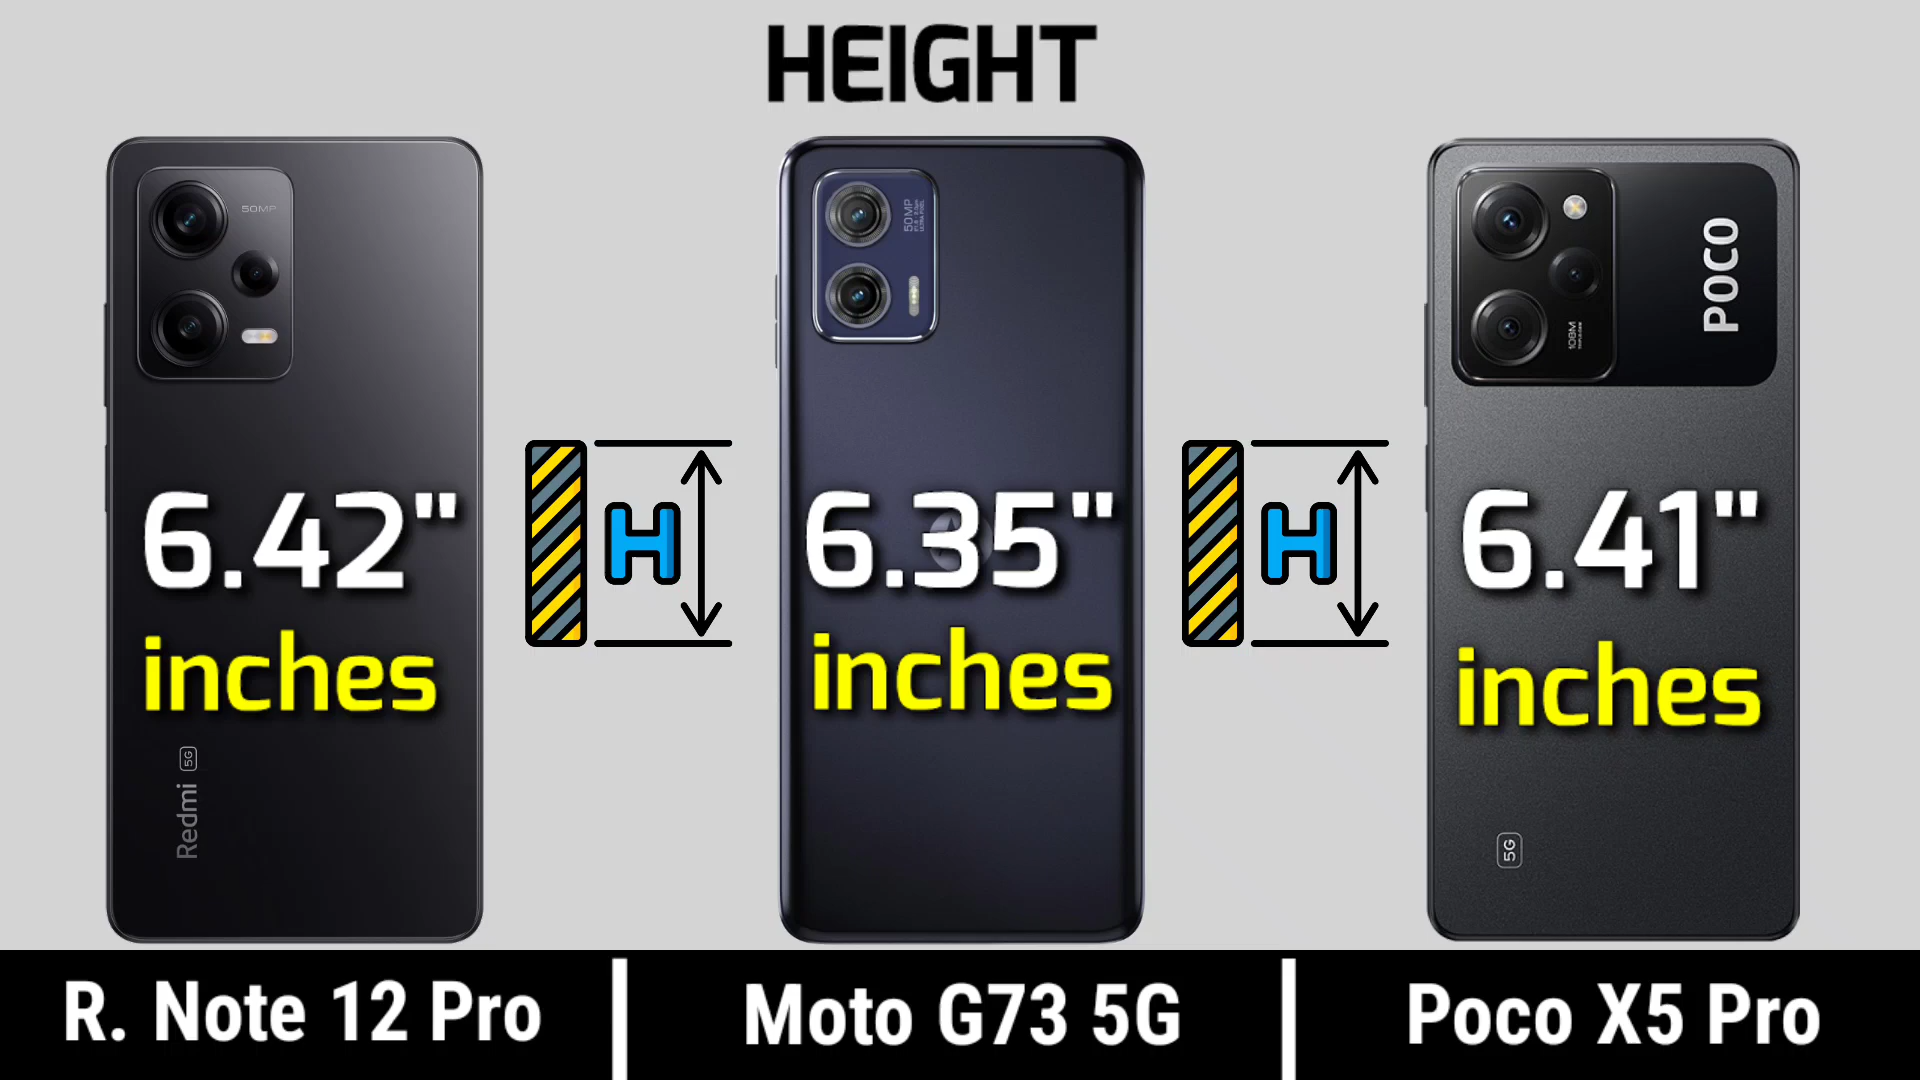 HEIGHT
50MP
6.42"
inches
Redmi 5G
H
50MP
6.35"
inches
H
POCO
108M
6.41"
inches
5G
R. Note 12 Pro
Moto G73 5G
Poco X5 Pro